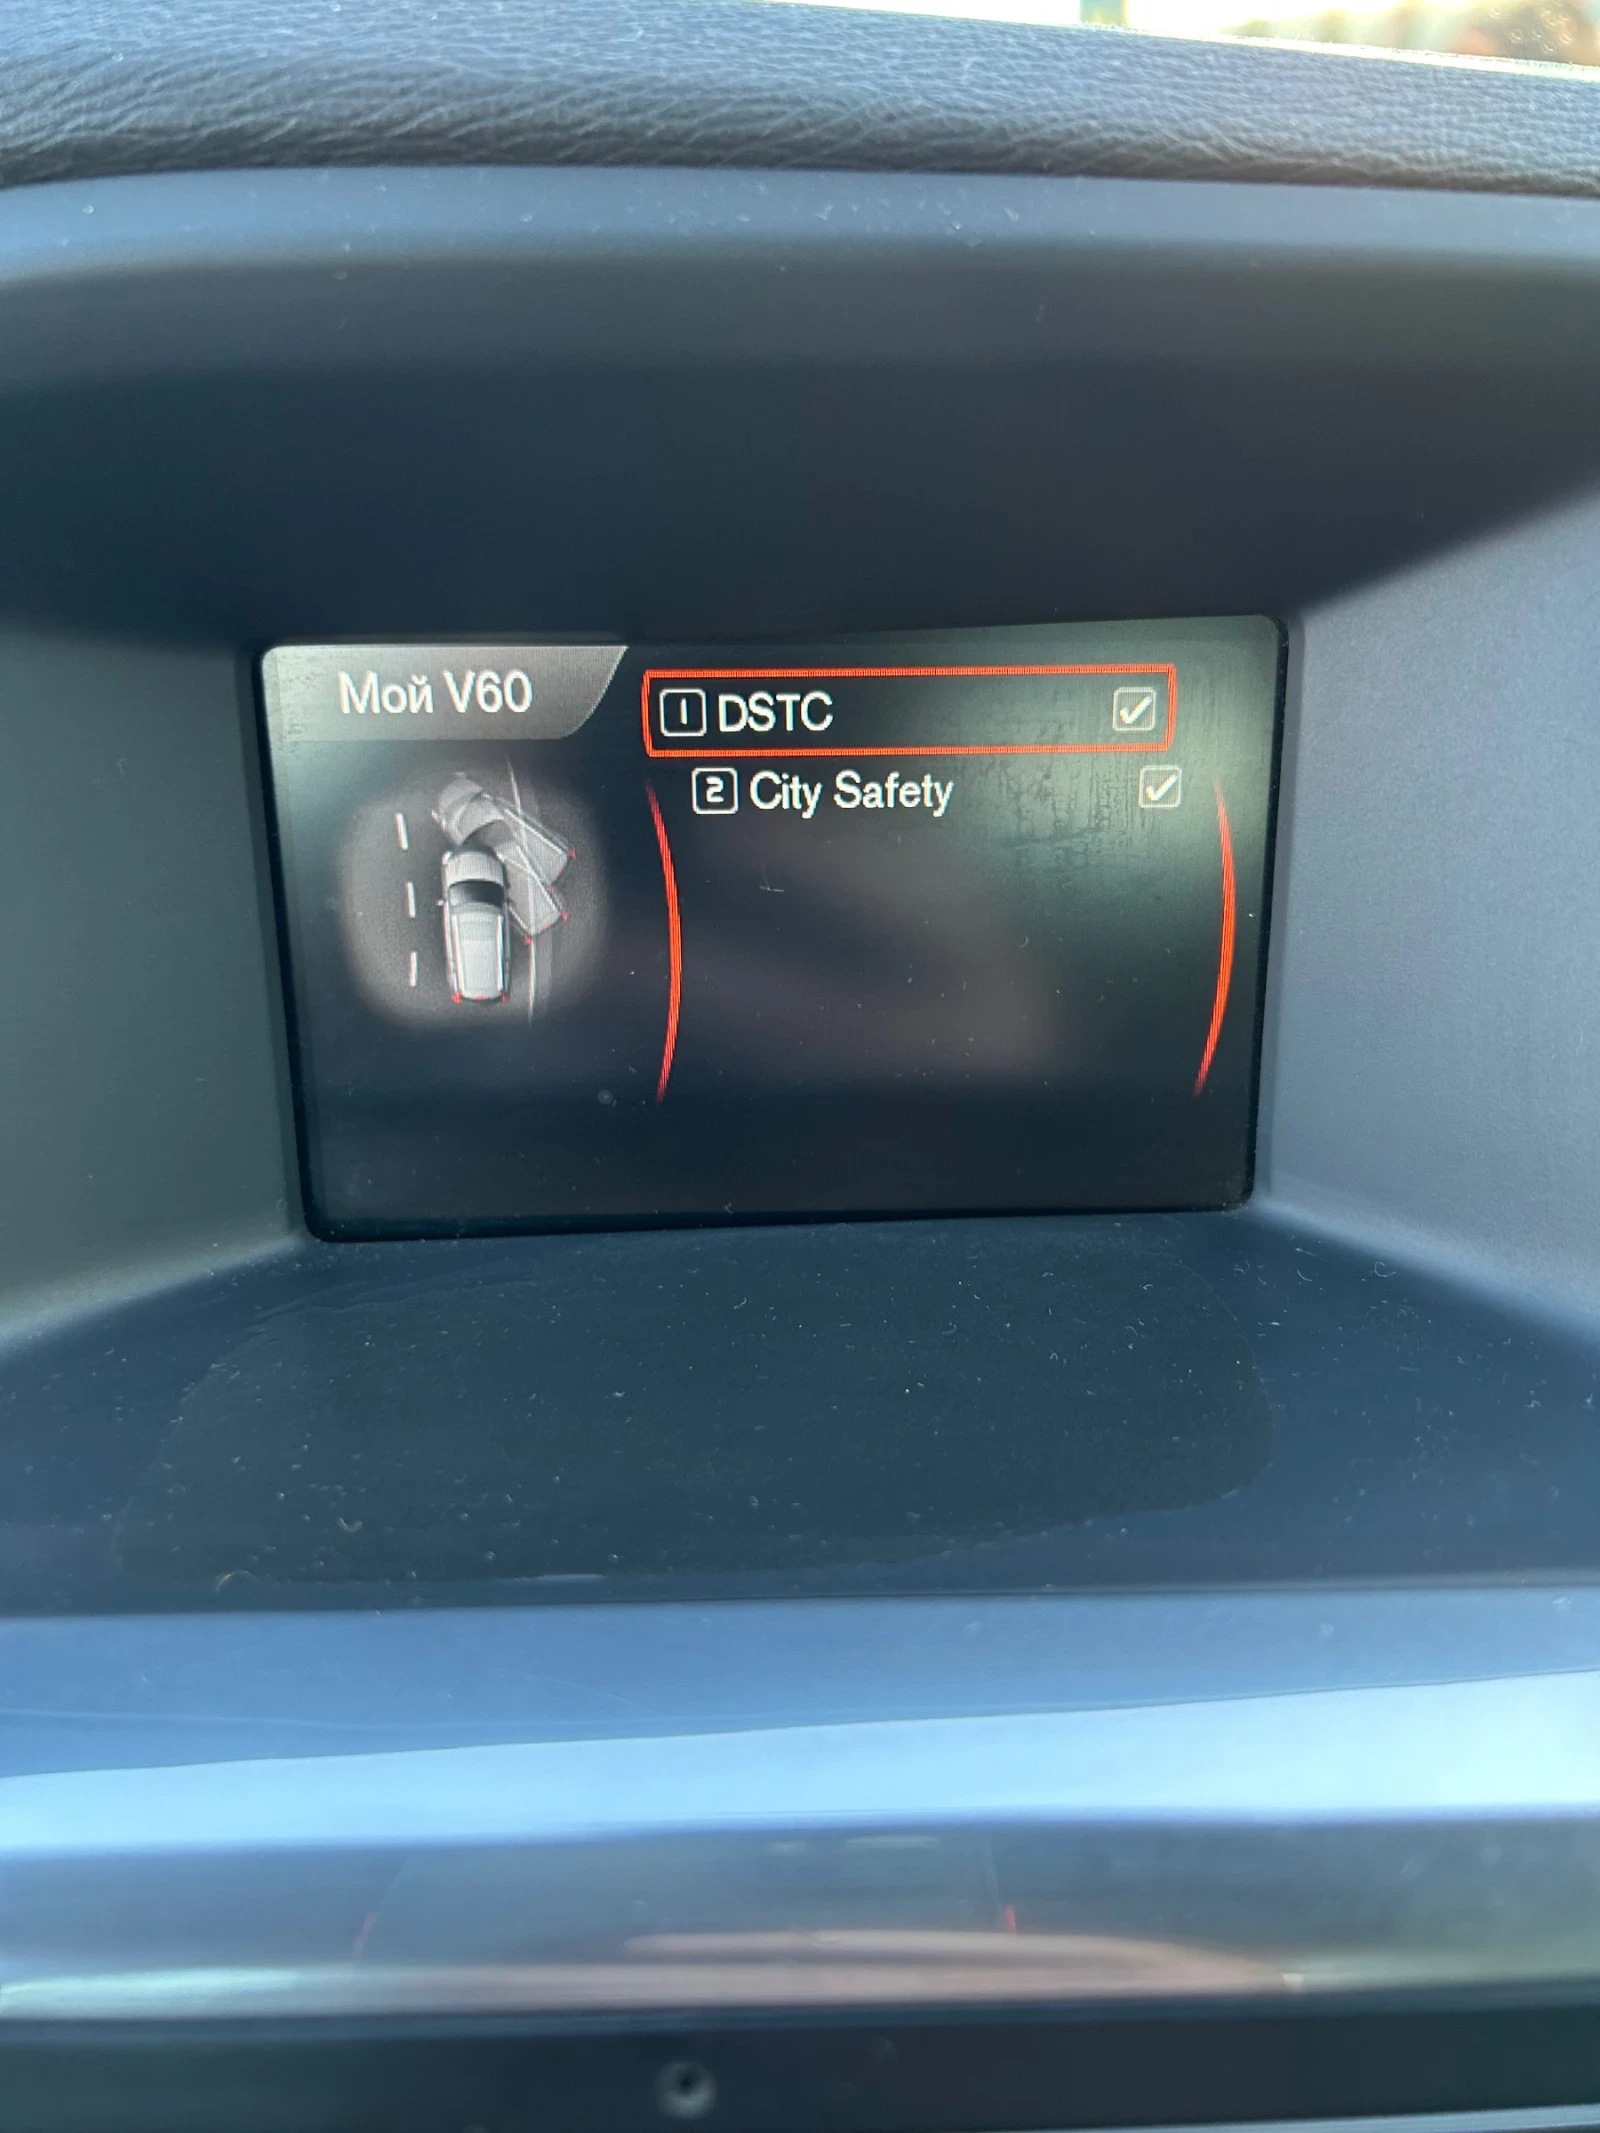 Мой V60
1 DSTC
2 City Safety